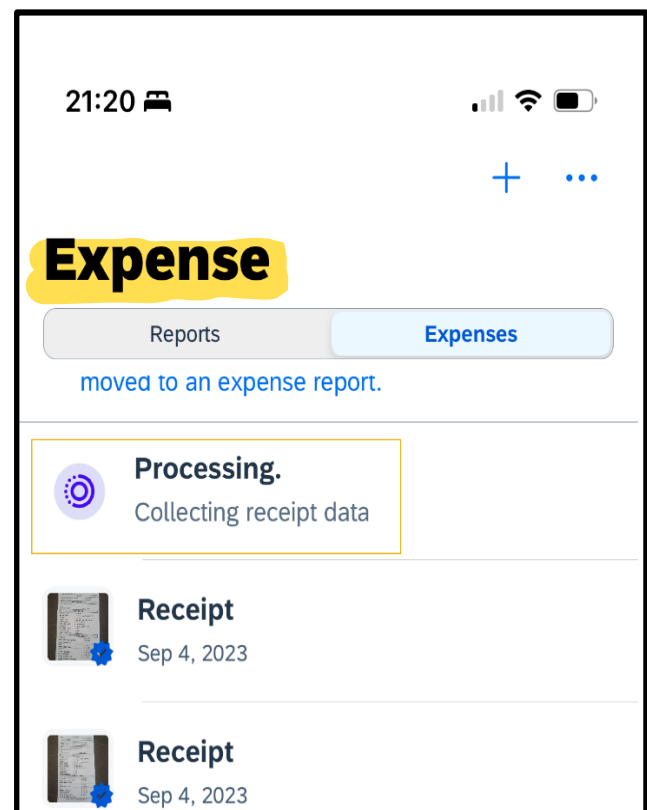 21:20
Expense
Reports Expenses
moved to an expense report.
Processing.
Collecting receipt data
Receipt
Sep 4, 2023
Receipt
Sep 4, 2023